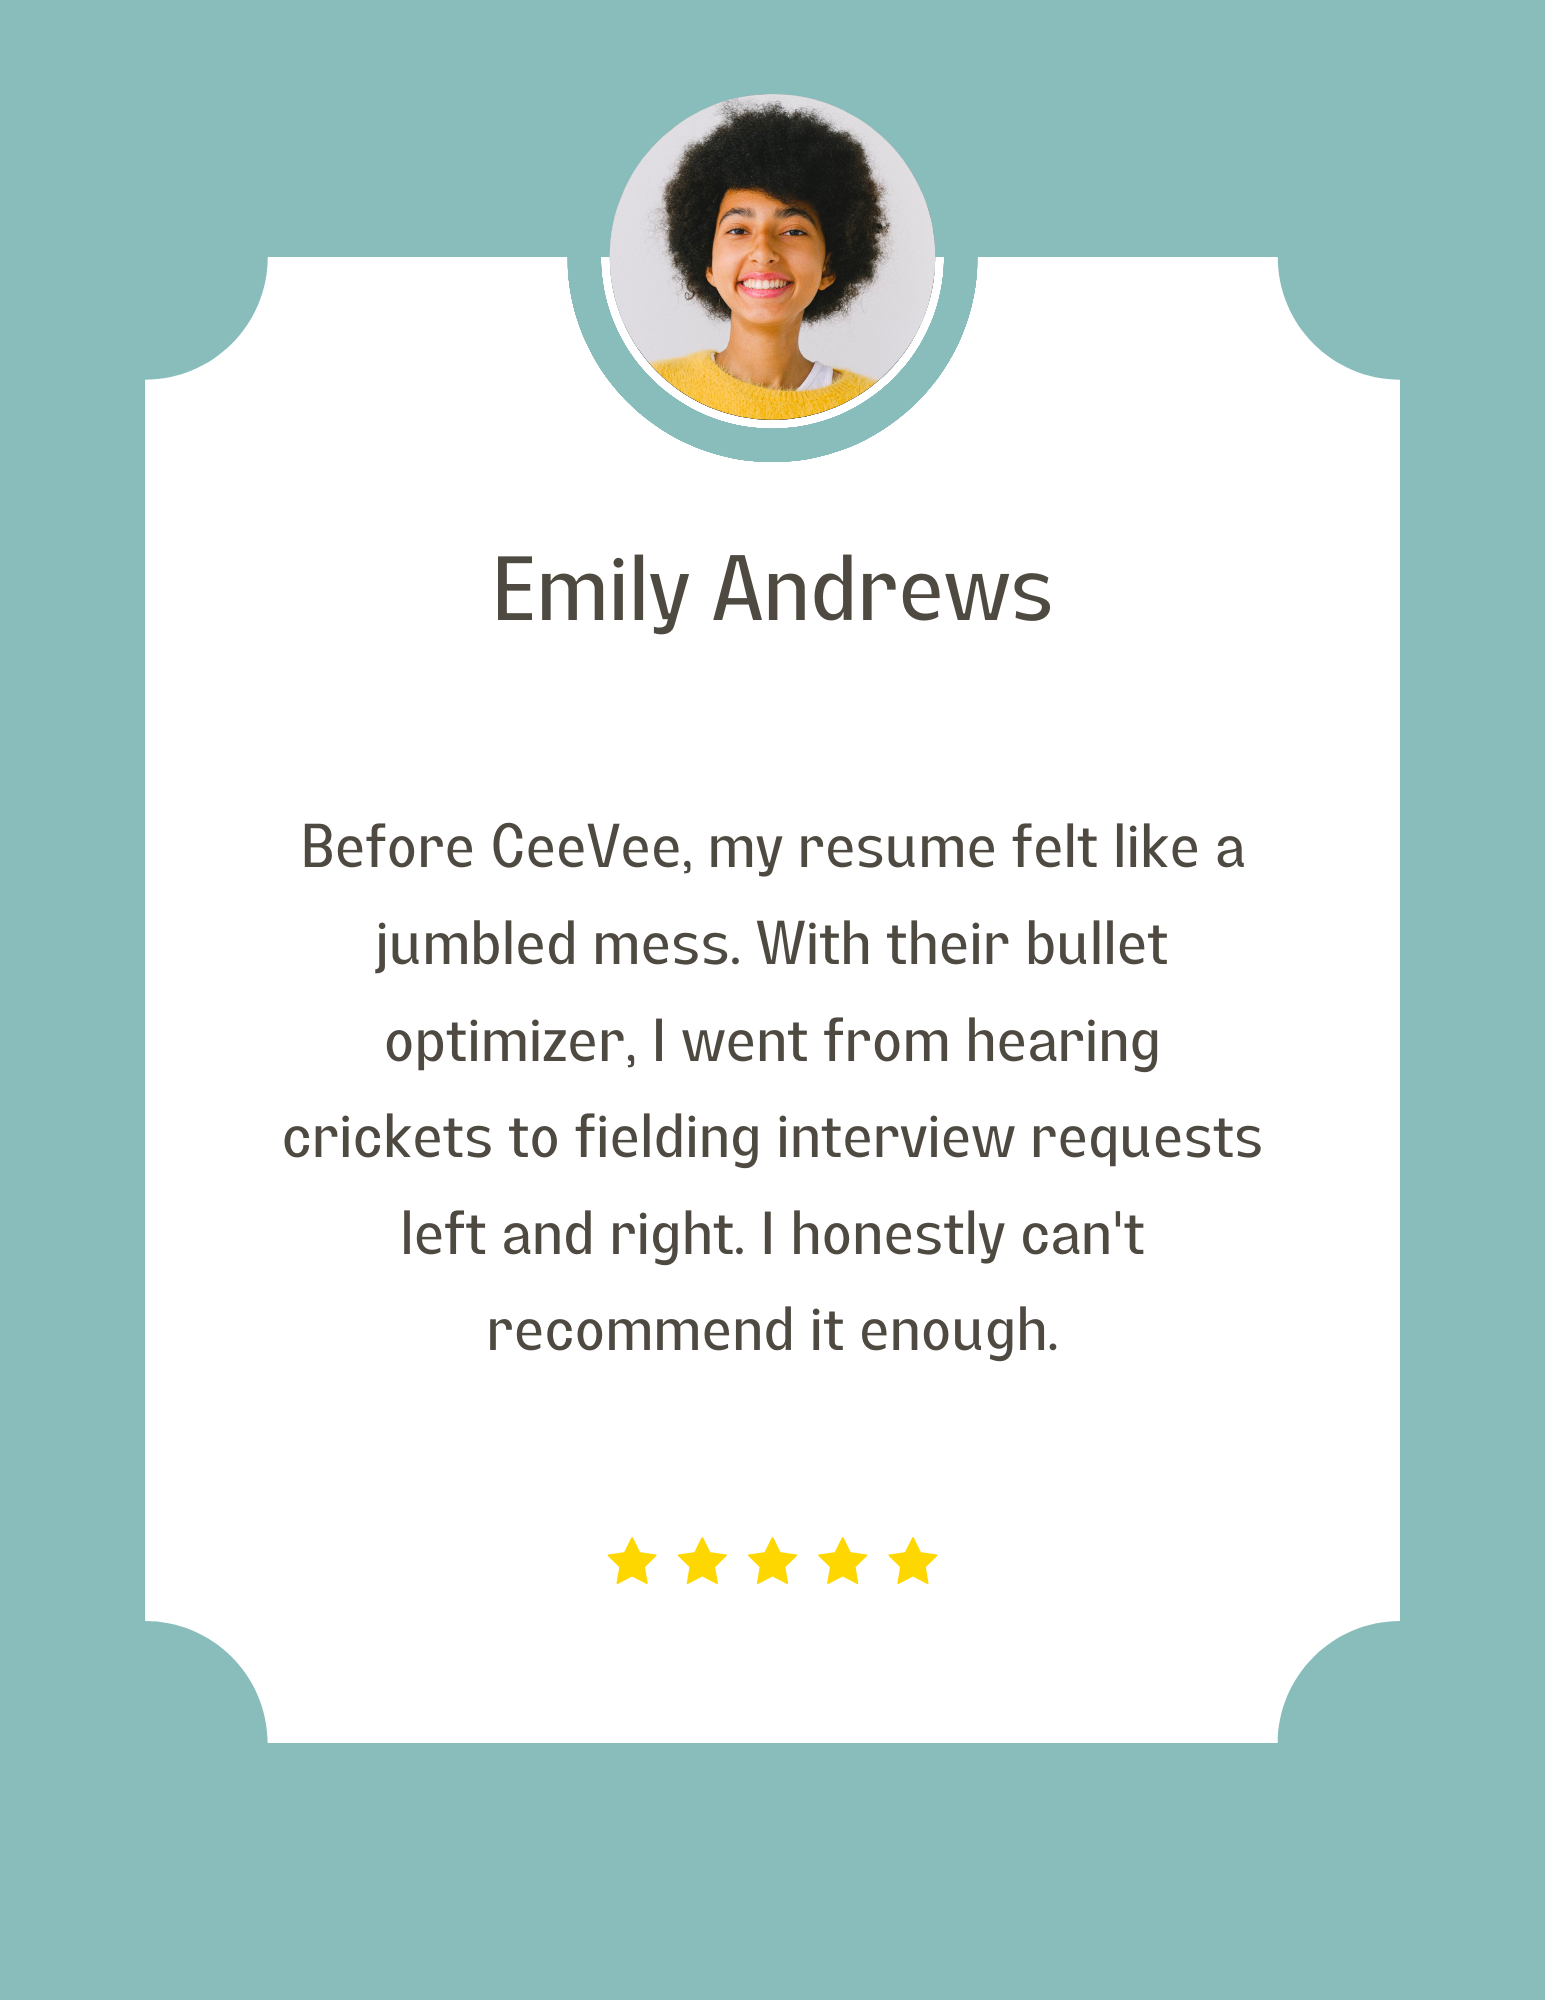 Emily Andrews
Before CeeVee, my resume felt like a
jumbled mess. With their bullet
optimizer, I went from hearing
crickets to fielding interview requests
left and right. I honestly can't
recommend it enough.